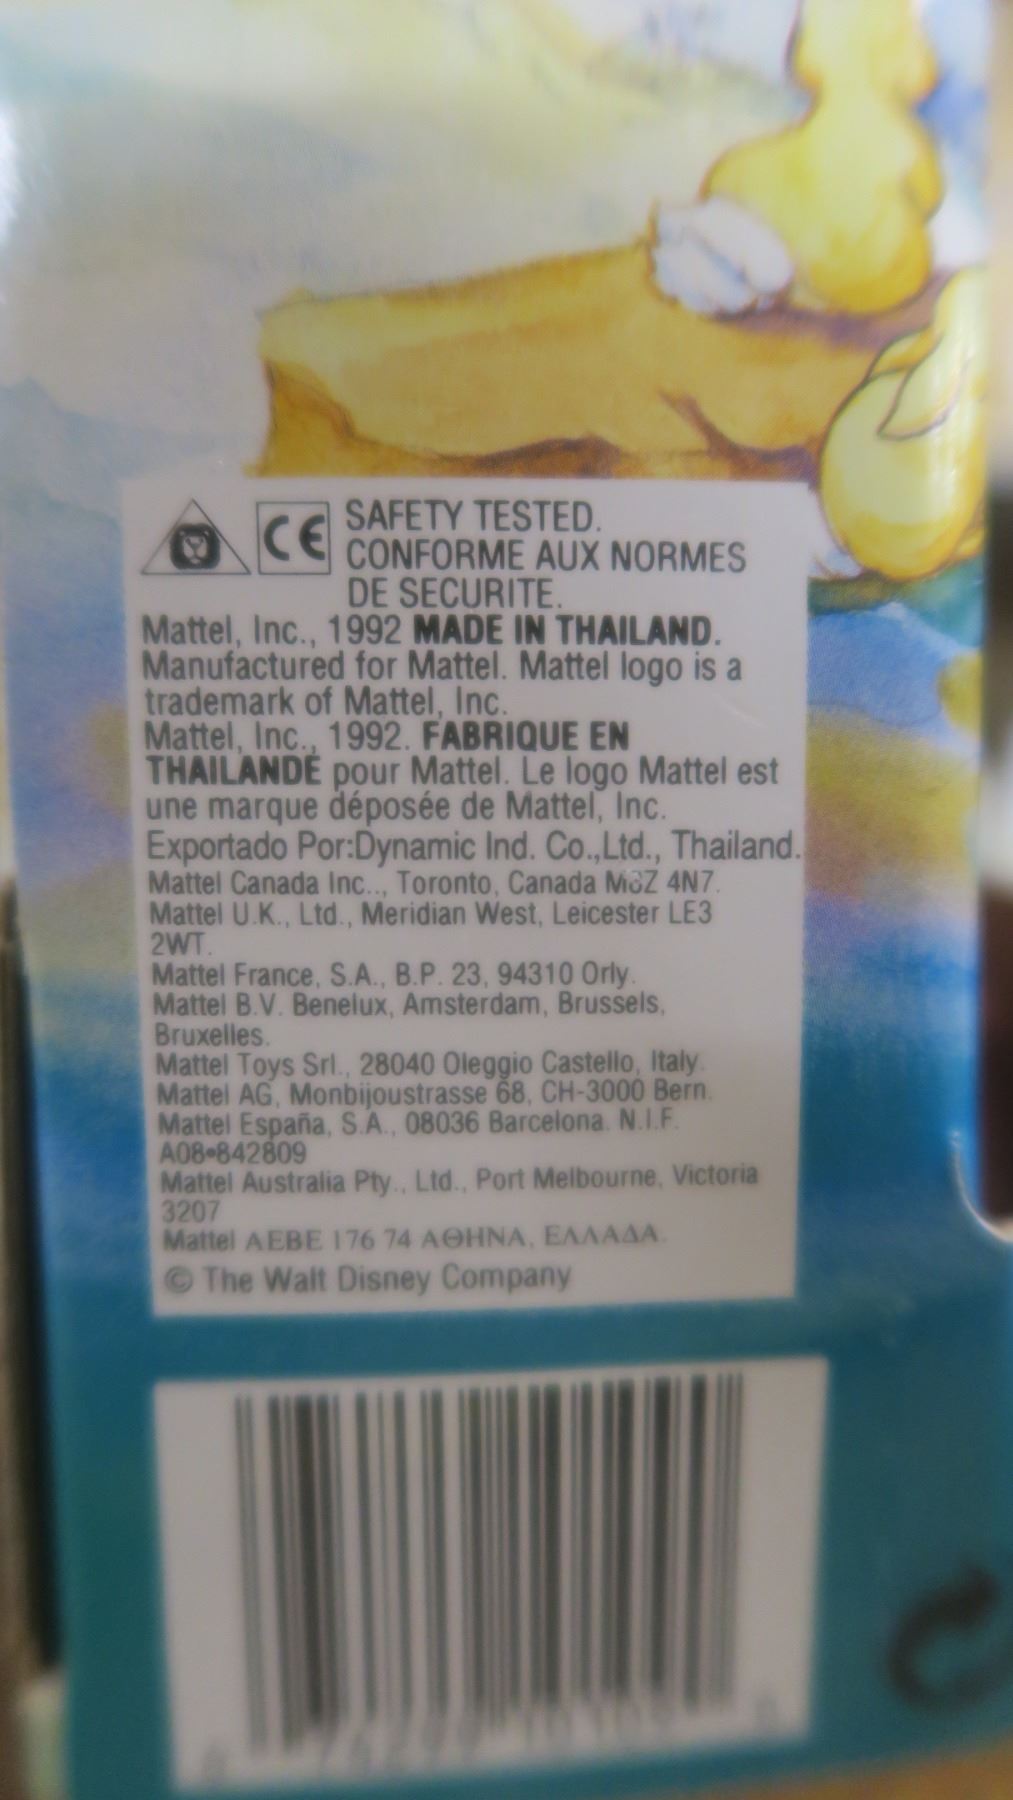 CE SAFETY TESTED.
CONFORME AUX NORMES
DE SECURITE.
Mattel, Inc., 1992 MADE IN THAILAND.
Manufactured for Mattel. Mattel logo is a
trademark of Mattel, Inc.
Mattel, Inc., 1992. FABRIQUE EN
THAILANDE pour Mattel. Le logo Mattel est
une marque déposée de Mattel, Inc.
Exportado Por:Dynamic Ind. Co.,Ltd., Thailand.
Mattel Canada Inc.., Toronto, Canada M8Z 4N7.
Mattel U.K., Ltd., Meridian West, Leicester LE3
2WT.
Mattel France, S.A., B.P. 23, 94310 Orly.
Mattel B.V. Benelux, Amsterdam, Brussels,
Bruxelles.
Mattel Toys Srl., 28040 Oleggio Castello, Italy.
Mattel AG, Monbijoustrasse 68, CH-3000 Bern.
Mattel España, S.A., 08036 Barcelona. N.I.F.
A08•842809
Mattel Australia Pty., Ltd., Port Melbourne, Victoria
3207
Mattel ΑΕΒΕ 176 74 ΑΘΗΝΑ, ΕΛΛΑΔΑ.
© The Walt Disney Company